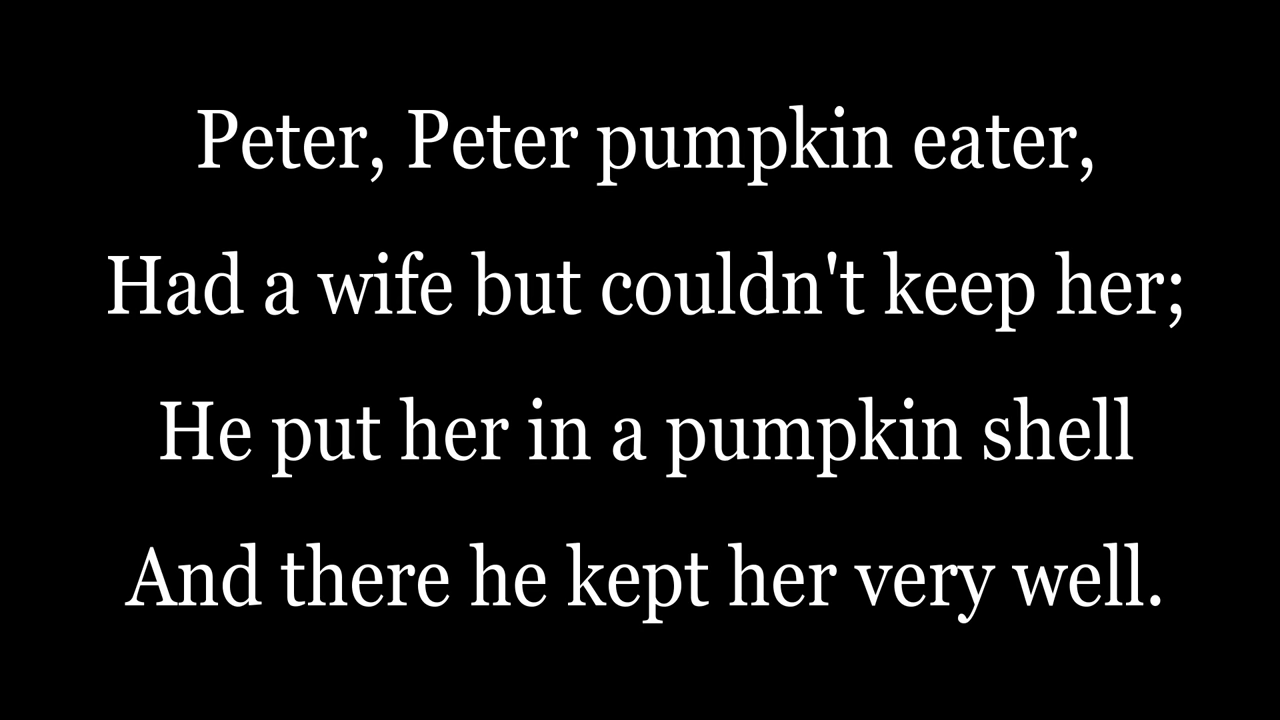 Peter, Peter pumpkin eater,
Had a wife but couldn't keep her;
He put her in a pumpkin shell
And there he kept her very well.